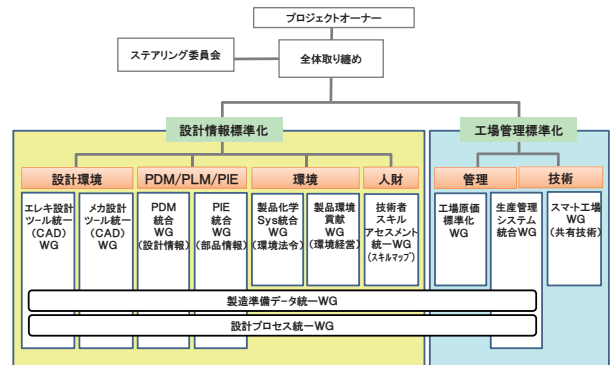 プロジェクトオーナー
ステアリング委員会
全体取り纏め
設計情報標準化
工場管理標準化
設計環境
PDM/PLM/PIE
環境
人財
管理
技術
エレキ設計
ツール統一
(CAD)
WG
メカ設計
ツール統一
(CAD)
WG
PDM
統合
WG
(設計情報)
PIE
統合
WG
(部品情報)
製品化学
Sys統合
WG
(環境法令)
製品環境
貢献
WG
(環境経営)
技術者
スキル
アセスメント
統一WG
(スキルマップ)
工場原価
標準化
WG
生産管理
システム
統合WG
スマート工場
WG
(共有技術)
製造準備データ統一WG
設計プロセス統一WG